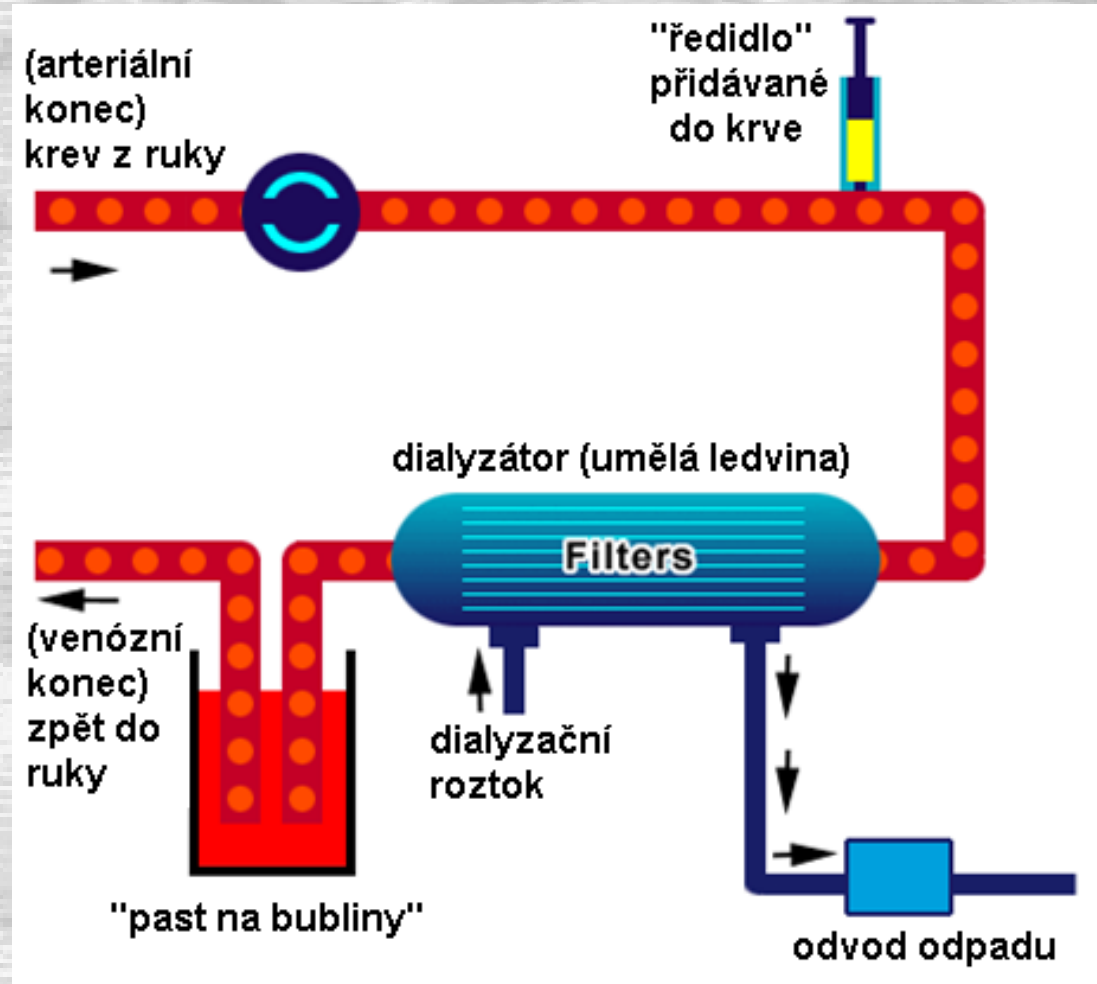 (arteriální
konec)
krev z ruky
"ředidlo"
přidávané
do krve
dialyzátor (umělá ledvina)
Filters
(venózní
konec)
zpět do
ruky
dialyzační
roztok
"past na bubliny"
odvod odpadu